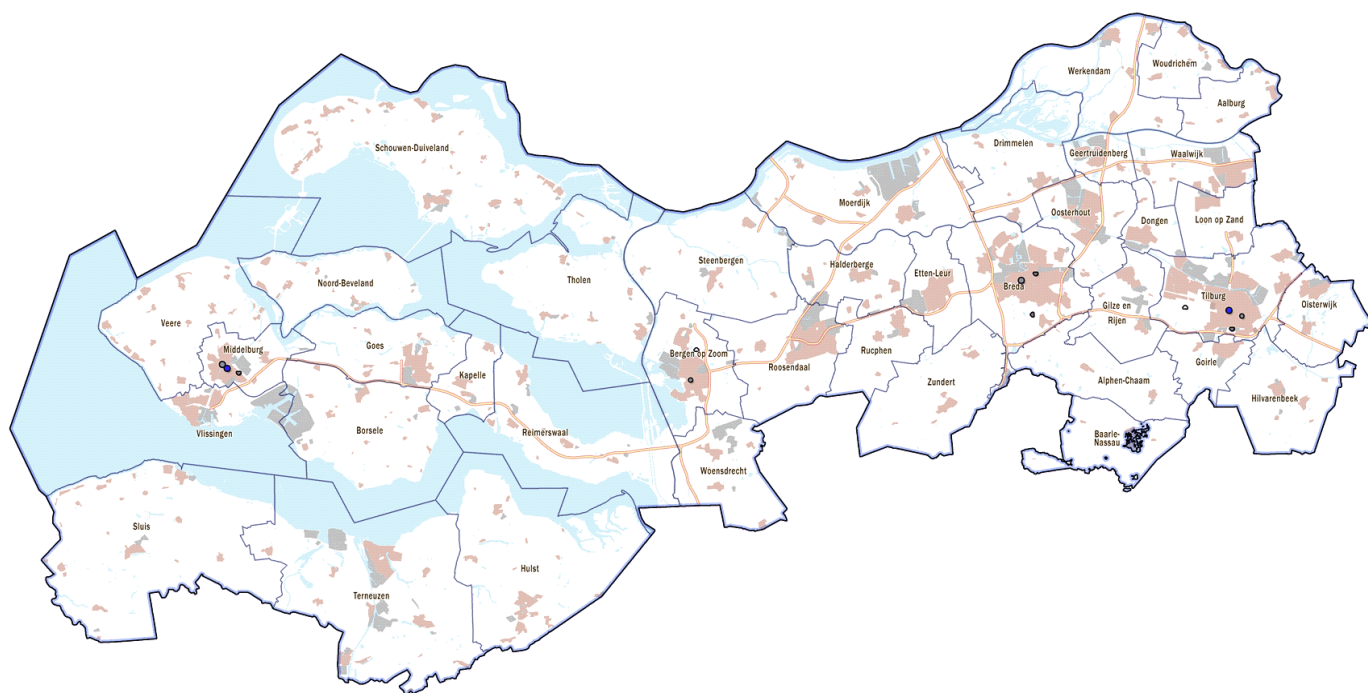 Werkendam
Woudrichem
Aalburg
Schouwen-Duiveland
Drimmelen
Geertruidenberg
Waalwijk
Moerdijk
Oosterhout
Dongen
Loon op Zand
Steenbergen
Halderberge
Etten-Leur
Breda
Tholen
Noord-Beveland
Gilze en
Rijen
Tilburg
Oisterwijk
Veere
Middelburg
Goes
Kapelle
Bergen op Zoom
Roosendaal
Rucphen
Zundert
Goirle
Alphen-Chaam
Hilvarenbeek
Vlissingen
Borsele
Reimerswaal
Woensdrecht
Baarle-
Nassau
Sluis
Terneuzen
Hulst